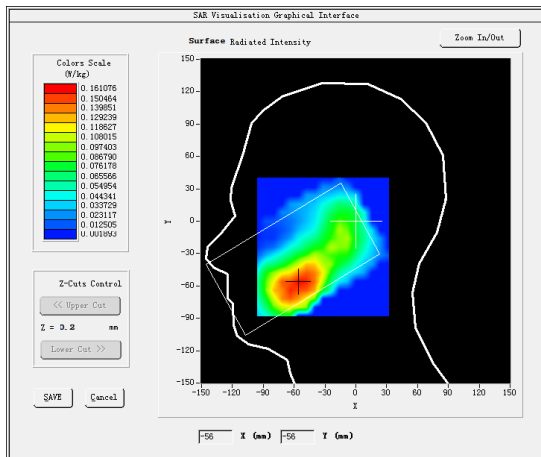 SAR Visualisation Graphical Interface
Surface Radiated Intensity
Zoom In/Out
Colors Scale
(W/kg)
0.161076
0.150464
0.139851
0.129239
0.118627
0.108015
0.097403
0.086790
0.076178
0.065566
0.054954
0.044341
0.033729
0.023117
0.012505
0.001893
Z-Cuts Control
<< Upper Cut
Z = 0.2 mm
Lower Cut >>
SAVE Cancel
150
120
90
60
30
0
-30
-60
-90
-120
-150
Y
-150 -120 -90 -60 -30 0 30 60 90 120 150
X
-56 X (mm) -56 Y (mm)